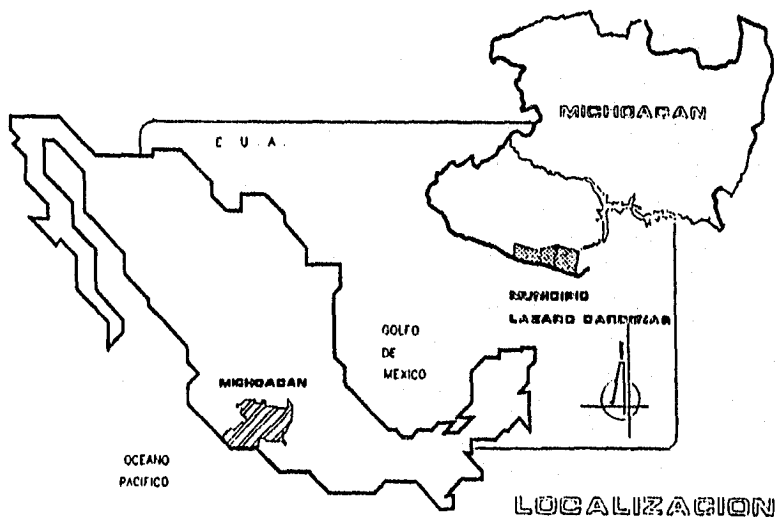 MICHOACAN
E. U. A.
MUNICIPIO
LAZARO CARDENAS
GOLFO
DE
MEXICO
MICHOACAN
OCEANO
PACIFICO
LOCALIZACION